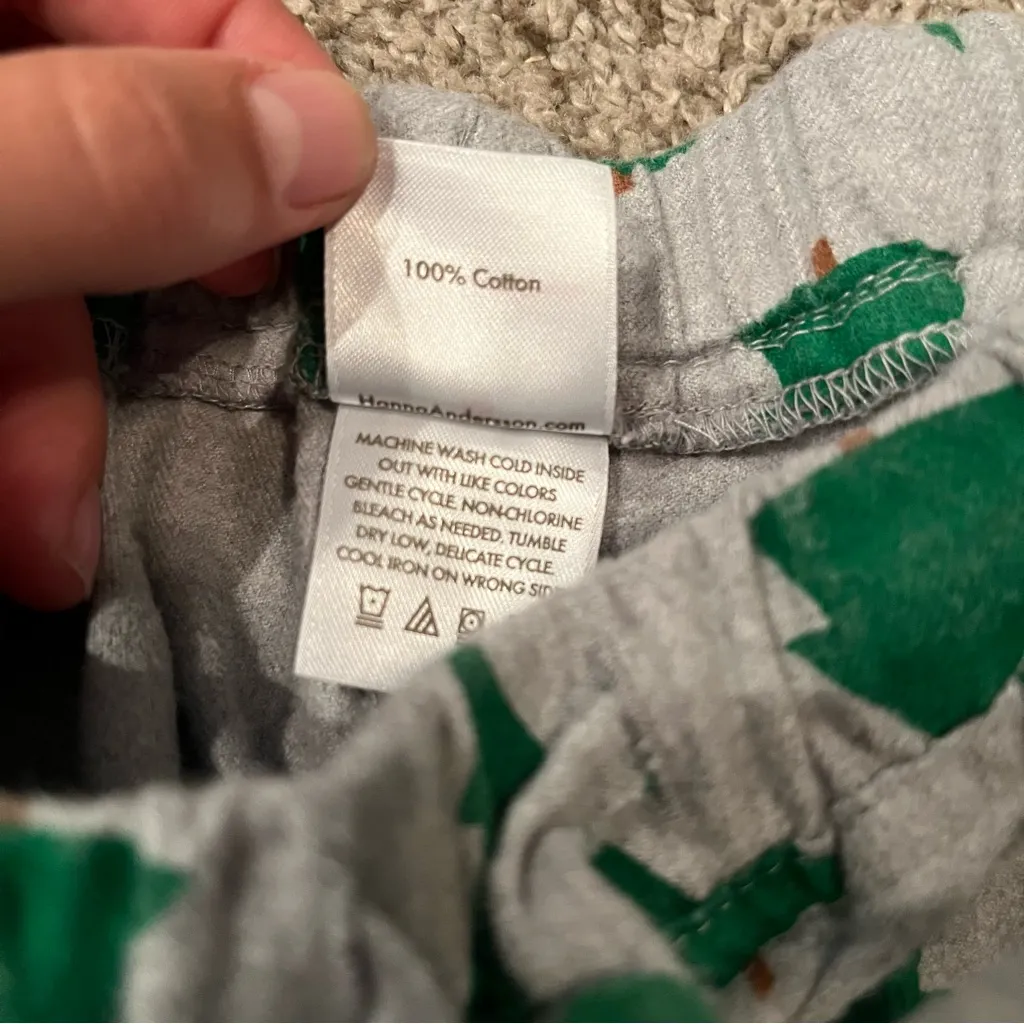 100% Cotton
HannaAndersson.com
MACHINE WASH COLD INSIDE
OUT WITH LIKE COLORS
GENTLE CYCLE. NON-CHLORINE
BLEACH AS NEEDED. TUMBLE
DRY LOW, DELICATE CYCLE.
COOL IRON ON WRONG